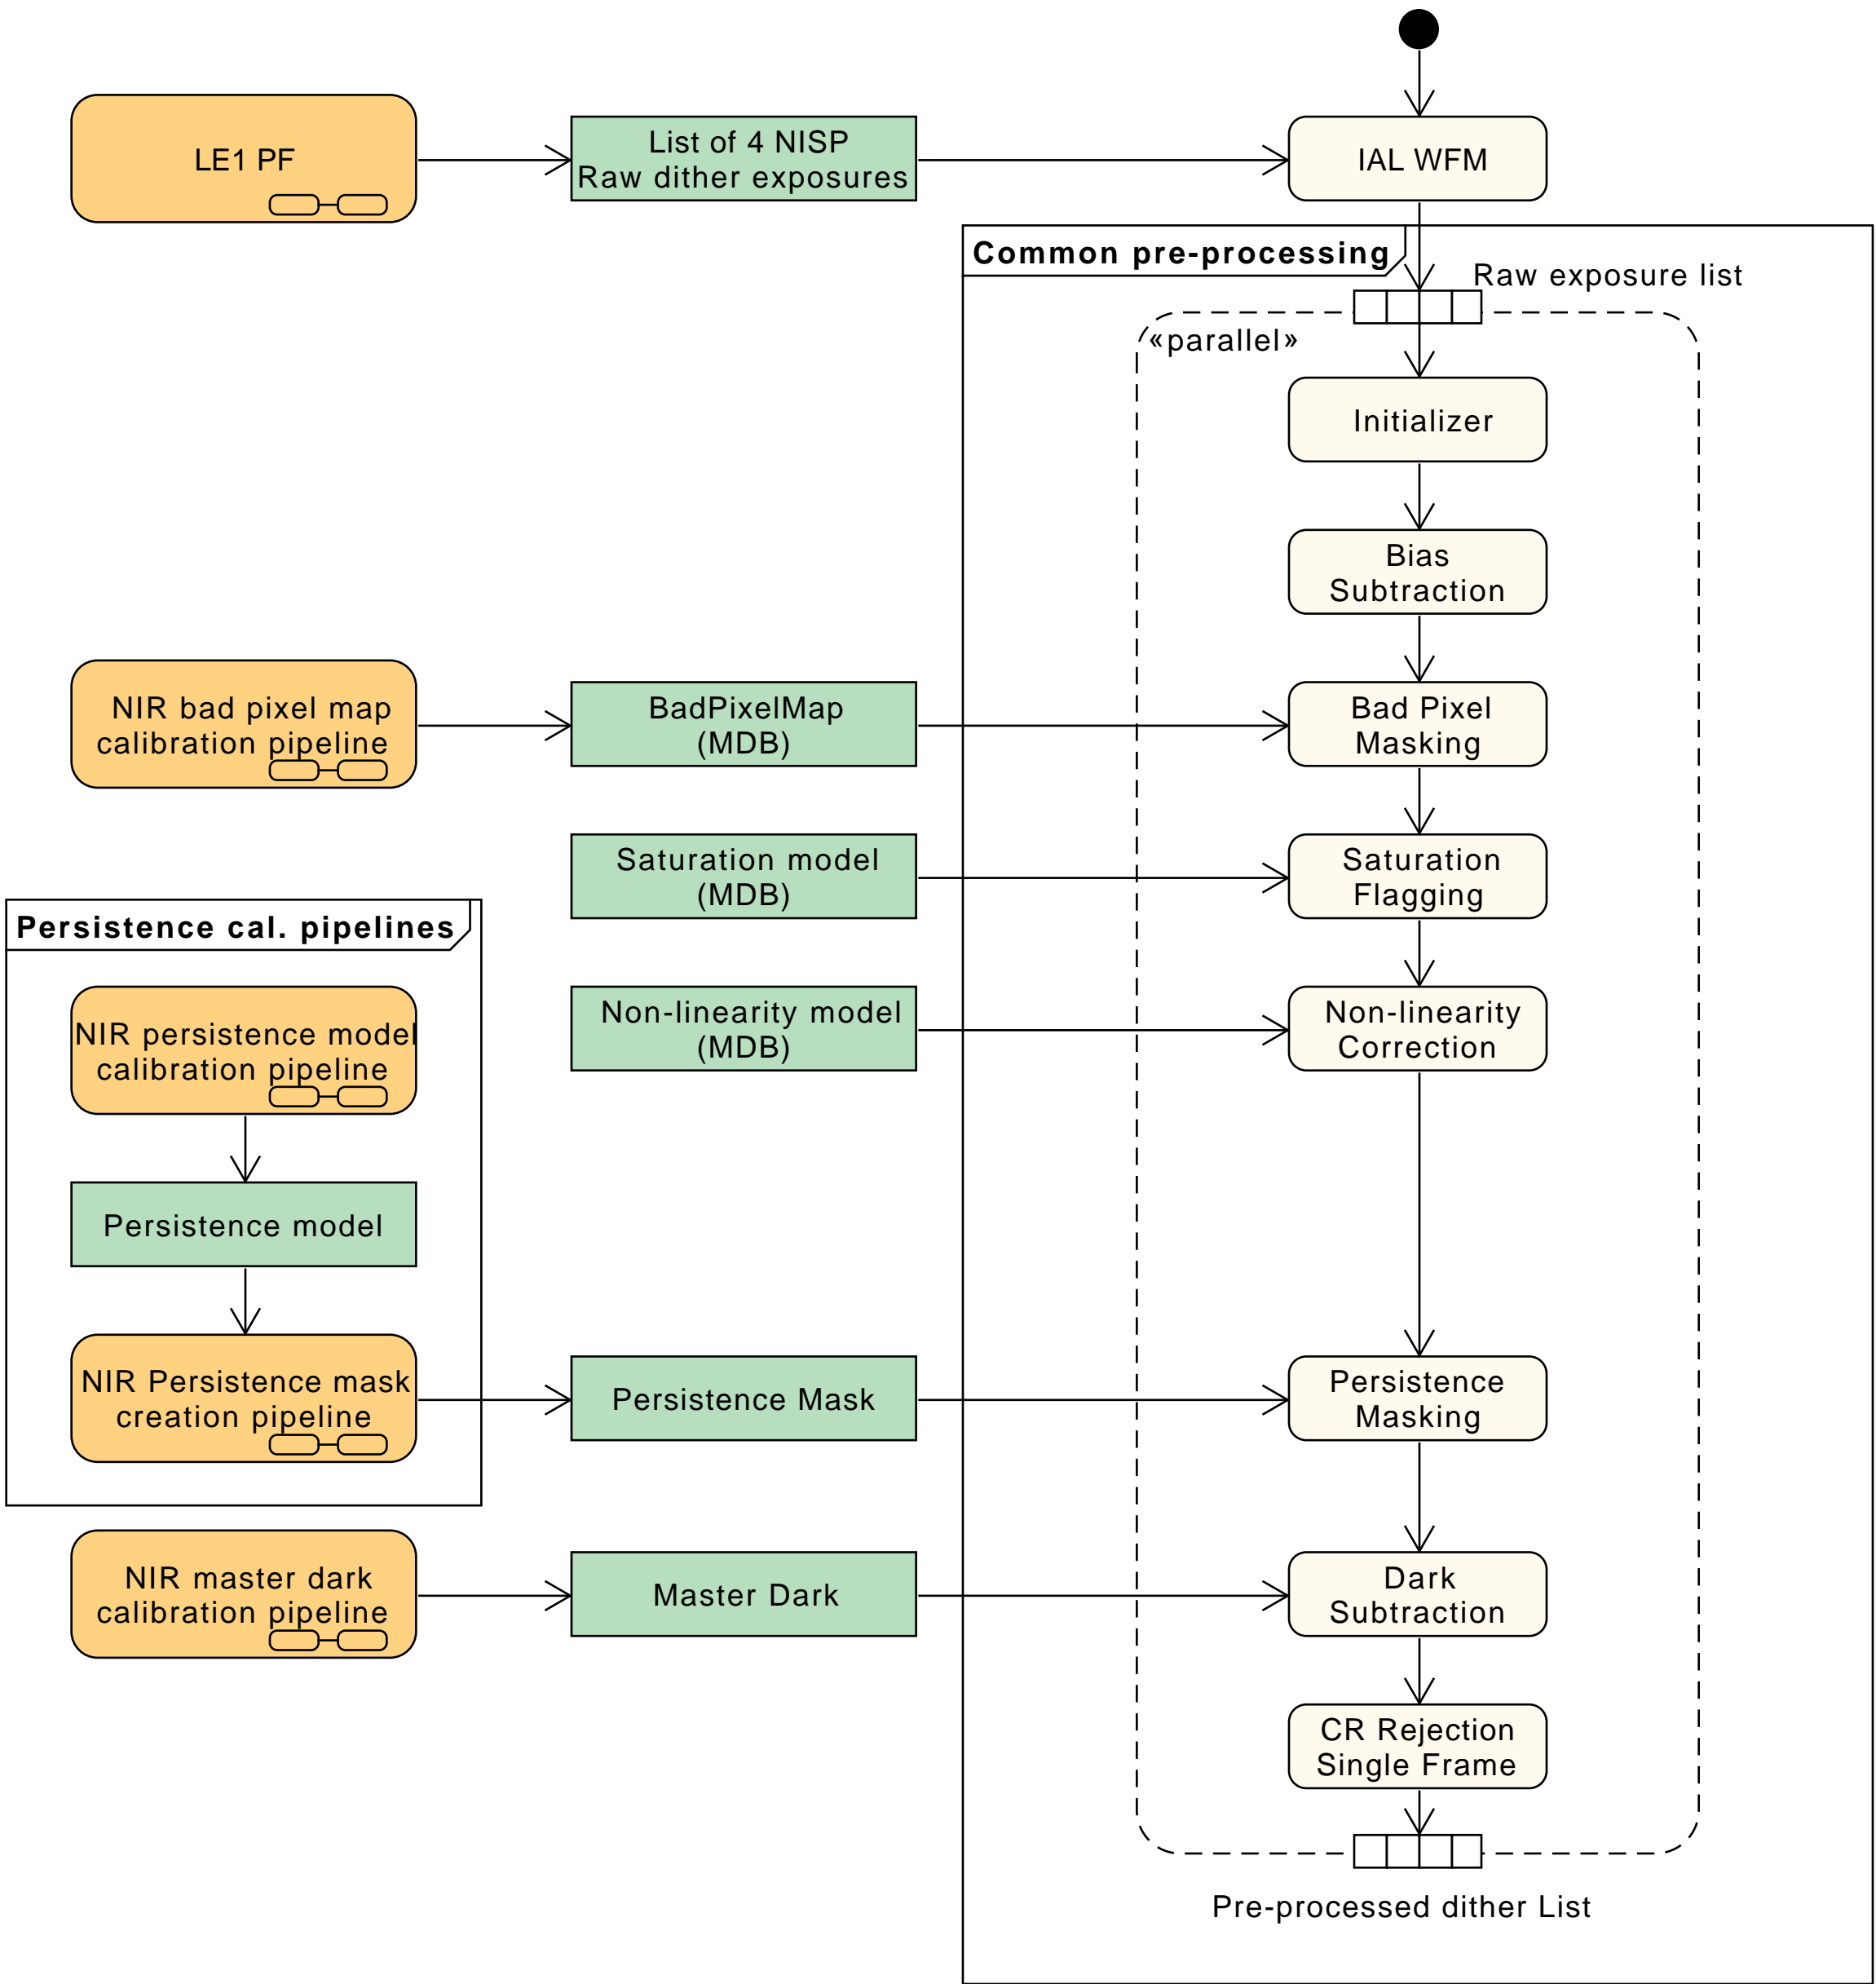 LE1 PF
List of 4 NISP
Raw dither exposures
IAL WFM
Common pre-processing
Raw exposure list
«parallel»
Initializer
Bias
Subtraction
NIR bad pixel map
calibration pipeline
BadPixelMap
(MDB)
Bad Pixel
Masking
Saturation model
(MDB)
Saturation
Flagging
Persistence cal. pipelines
NIR persistence model
calibration pipeline
Non-linearity model
(MDB)
Non-linearity
Correction
Persistence model
NIR Persistence mask
creation pipeline
Persistence Mask
Persistence
Masking
NIR master dark
calibration pipeline
Master Dark
Dark
Subtraction
CR Rejection
Single Frame
Pre-processed dither List